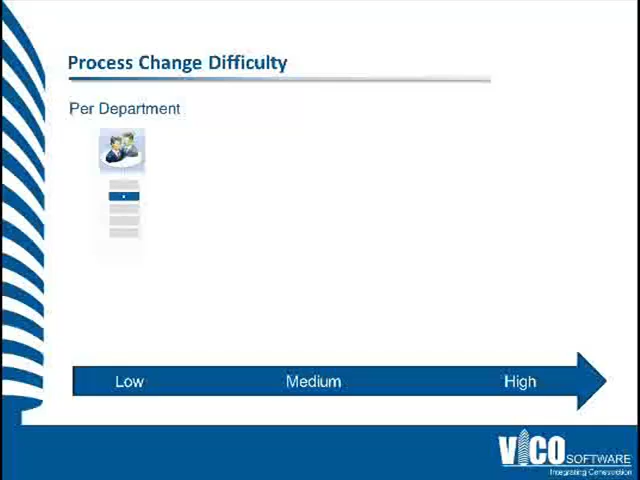 Process Change Difficulty
Per Department
Low Medium High
VICO SOFTWARE
Integrating Construction